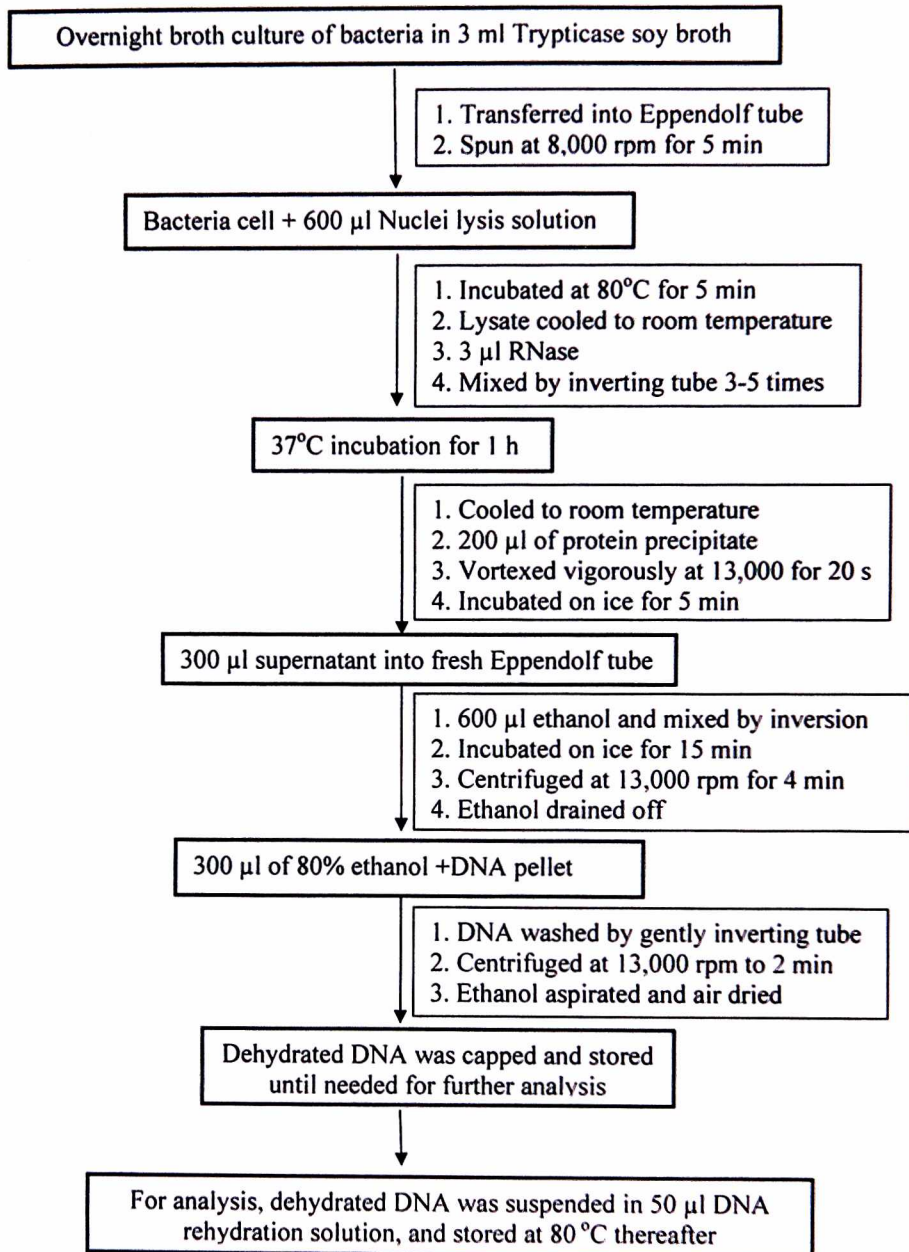 Overnight broth culture of bacteria in 3 ml Trypticase soy broth
1. Transferred into Eppendolf tube
2. Spun at 8,000 rpm for 5 min
Bacteria cell + 600 µl Nuclei lysis solution
1. Incubated at 80°C for 5 min
2. Lysate cooled to room temperature
3. 3 µl RNase
4. Mixed by inverting tube 3-5 times
37°C incubation for 1 h
1. Cooled to room temperature
2. 200 µl of protein precipitate
3. Vortexed vigorously at 13,000 for 20 s
4. Incubated on ice for 5 min
300 µl supernatant into fresh Eppendolf tube
1. 600 µl ethanol and mixed by inversion
2. Incubated on ice for 15 min
3. Centrifuged at 13,000 rpm for 4 min
4. Ethanol drained off
300 µl of 80% ethanol +DNA pellet
1. DNA washed by gently inverting tube
2. Centrifuged at 13,000 rpm to 2 min
3. Ethanol aspirated and air dried
Dehydrated DNA was capped and stored
until needed for further analysis
For analysis, dehydrated DNA was suspended in 50 µl DNA
rehydration solution, and stored at 80 °C thereafter